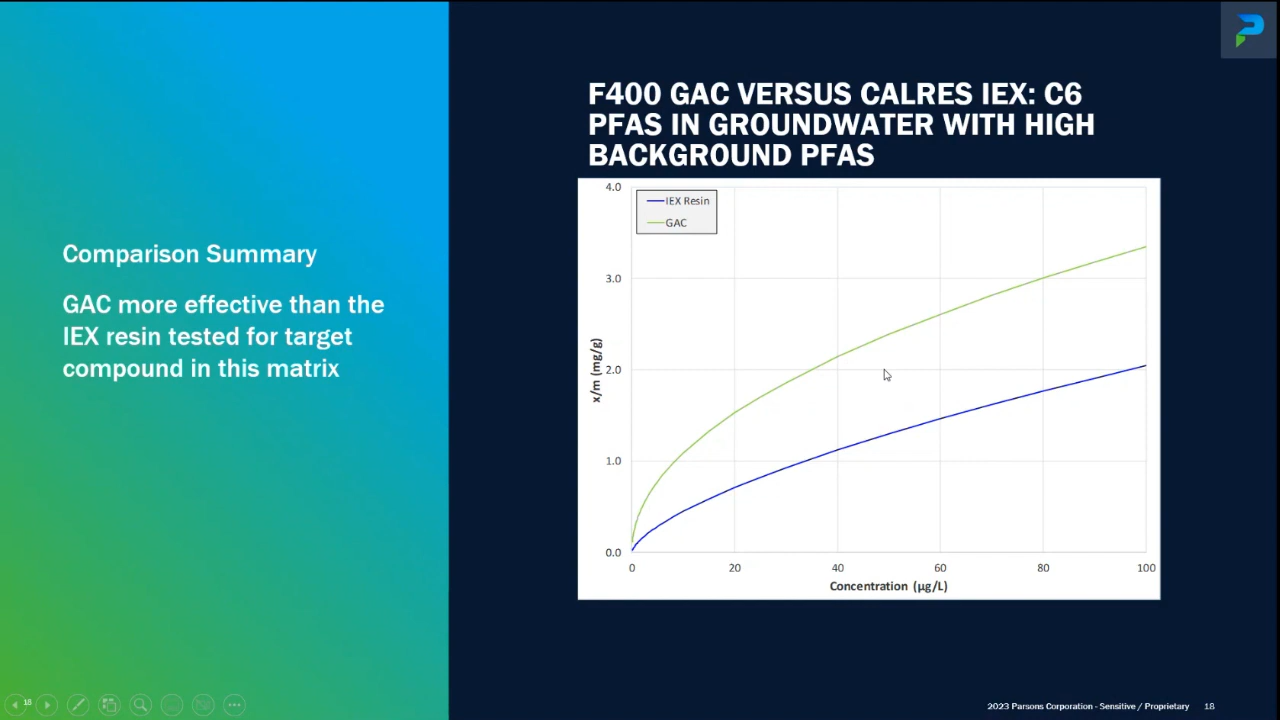 F400 GAC VERSUS CALRES IEX: C6
PFAS IN GROUNDWATER WITH HIGH
BACKGROUND PFAS
Comparison Summary
GAC more effective than the
IEX resin tested for target
compound in this matrix
IEX Resin
GAC
4.0
3.0
2.0
1.0
0.0
x/m (mg/g)
0 20 40 60 80 100
Concentration (µg/L)
18
2023 Parsons Corporation - Sensitive / Proprietary 18